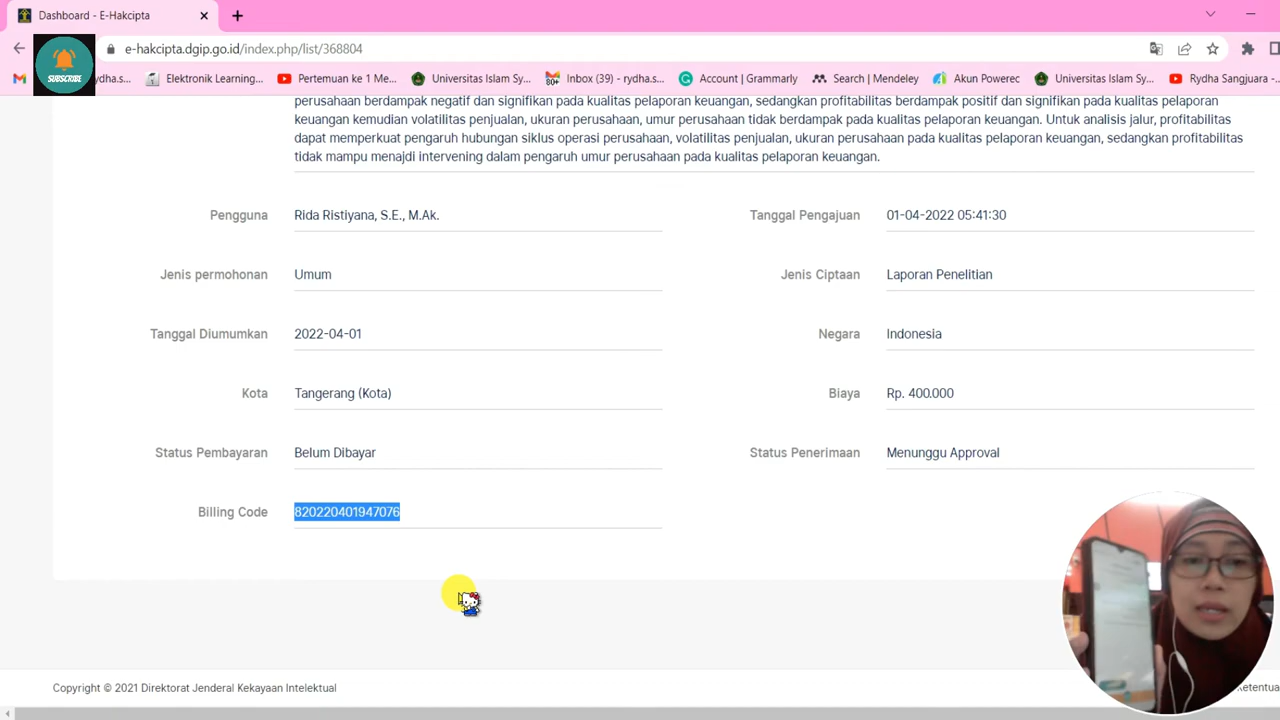 Dashboard - E-Hakcipta
e-hakcipta.dgip.go.id/index.php/list/368804
SUBSCRIBE
ydha.s...
Elektronik Learning...
Pertemuan ke 1 Me...
Universitas Islam Sy...
80+
Inbox (39) - rydha.s...
Account | Grammarly
Search | Mendeley
Akun Powerec
Universitas Islam Sy...
Rydha Sangjuara -...
perusahaan berdampak negatif dan signifikan pada kualitas pelaporan keuangan, sedangkan profitabilitas berdampak positif dan signifikan pada kualitas pelaporan
keuangan kemudian volatilitas penjualan, ukuran perusahaan, umur perusahaan tidak berdampak pada kualitas pelaporan keuangan. Untuk analisis jalur, profitabilitas
dapat memperkuat pengaruh hubungan siklus operasi perusahaan, volatilitas penjualan, ukuran perusahaan pada kualitas pelaporan keuangan, sedangkan profitabilitas
tidak mampu menajdi intervening dalam pengaruh umur perusahaan pada kualitas pelaporan keuangan.
Pengguna Rida Ristiyana, S.E., M.Ak. Tanggal Pengajuan 01-04-2022 05:41:30
Jenis permohonan Umum Jenis Ciptaan Laporan Penelitian
Tanggal Diumumkan 2022-04-01 Negara Indonesia
Kota Tangerang (Kota) Biaya Rp. 400.000
Status Pembayaran Belum Dibayar Status Penerimaan Menunggu Approval
Billing Code 820220401947076
Copyright © 2021 Direktorat Jenderal Kekayaan Intelektual
Ketentua